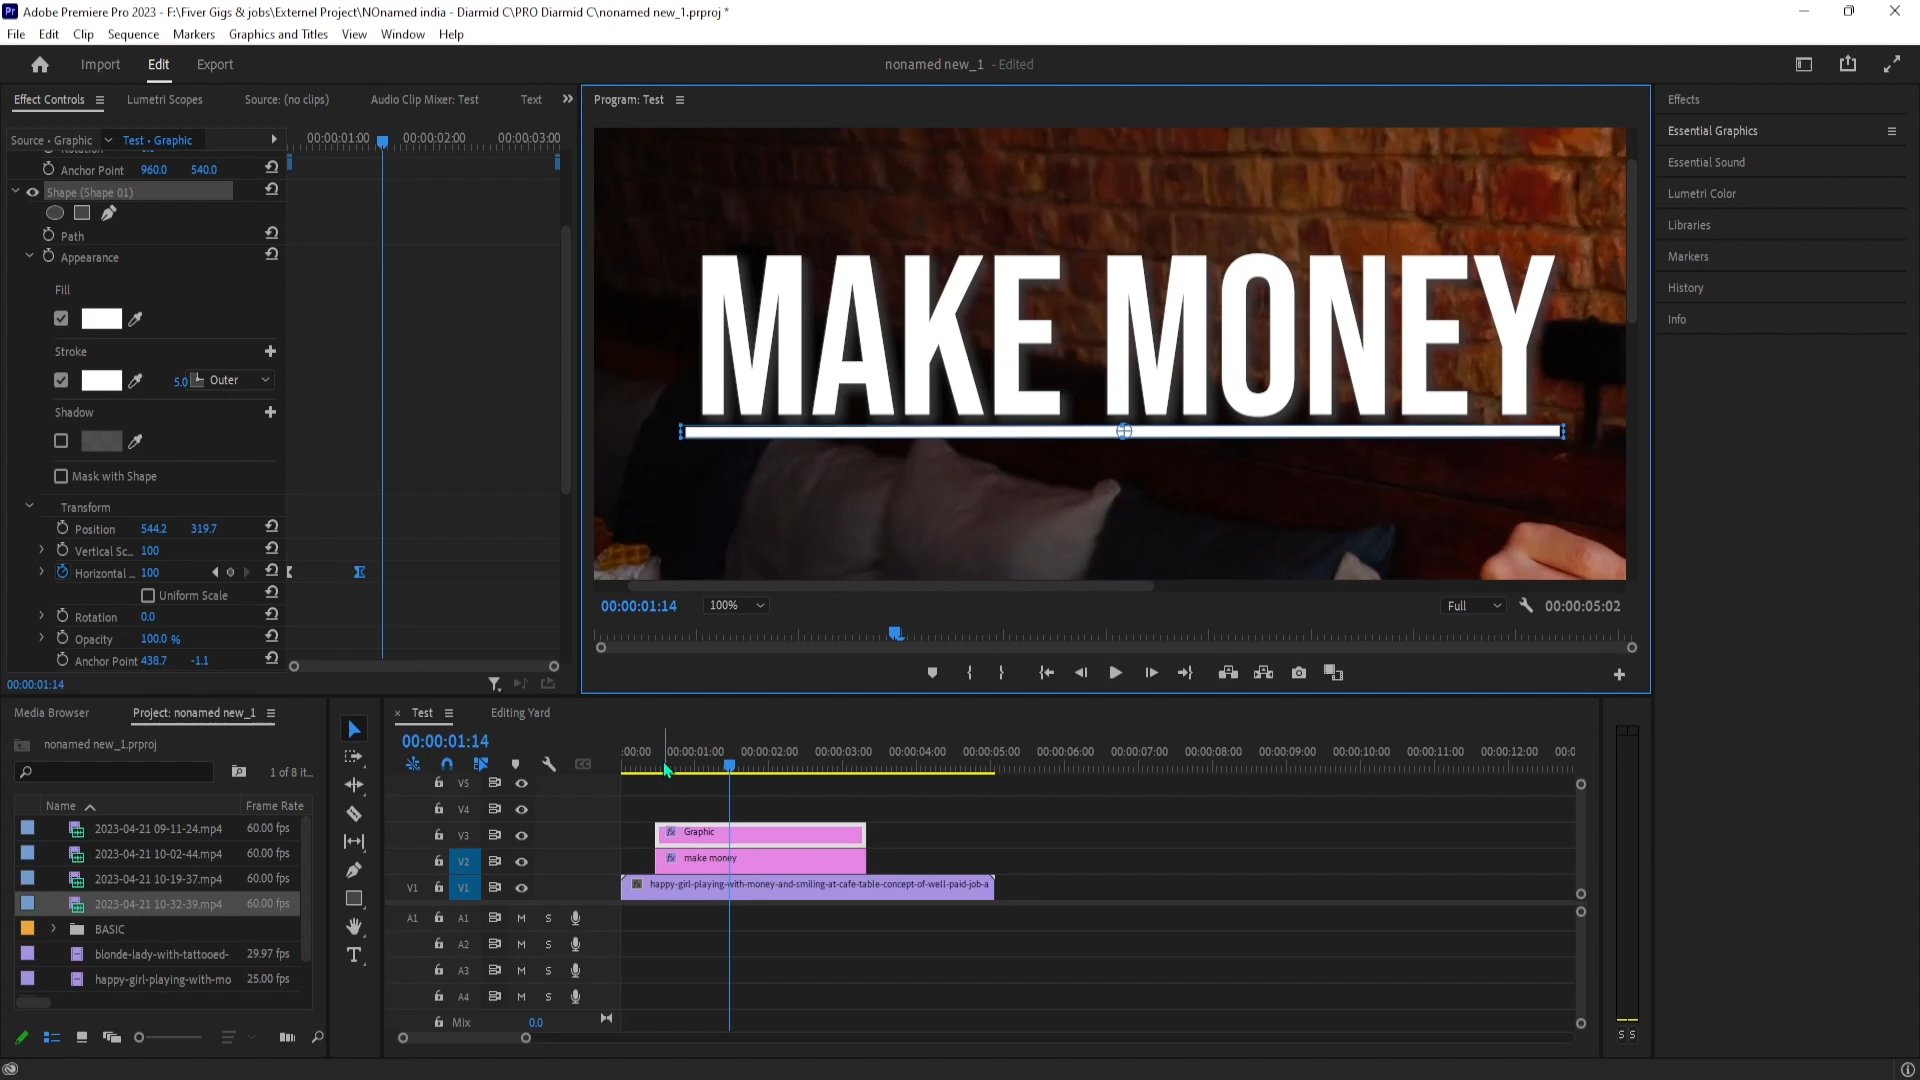 Adobe Premiere Pro 2023 - F:\Fiver Gigs & jobs\Externel Project\NOnamed india - Diarmid C\PRO Diarmid C\nonamed new_1.prproj *
File Edit Clip Sequence Markers Graphics and Titles View Window Help
Import Edit Export
nonamed new_1 - Edited
Effect Controls Lumetri Scopes Source: (no clips) Audio Clip Mixer: Test Text
Program: Test
Effects
Essential Graphics
Essential Sound
Lumetri Color
Libraries
Markers
History
Info
Source • Graphic Test • Graphic
00:00:01:00 00:00:02:00 00:00:03:00
Anchor Point 960.0 540.0
Shape (Shape 01)
Path
Appearance
Fill
Stroke
5.0 Outer
Shadow
Mask with Shape
Transform
Position 544.2 319.7
Vertical Sc... 100
Horizontal ... 100
Uniform Scale
Rotation 0.0
Opacity 100.0 %
Anchor Point 438.7 -1.1
00:00:01:14
MAKE MONEY
00:00:01:14 100% Full 00:00:05:02
Media Browser Project: nonamed new_1
nonamed new_1.prproj
1 of 8 it...
Name Frame Rate
2023-04-21 09-11-24.mp4 60.00 fps
2023-04-21 10-02-44.mp4 60.00 fps
2023-04-21 10-19-37.mp4 60.00 fps
2023-04-21 10-32-39.mp4 60.00 fps
BASIC
blonde-lady-with-tattooed- 29.97 fps
happy-girl-playing-with-mo 25.00 fps
Test Editing Yard
00:00:01:14
:00:00 00:00:01:00 00:00:02:00 00:00:03:00 00:00:04:00 00:00:05:00 00:00:06:00 00:00:07:00 00:00:08:00 00:00:09:00 00:00:10:00 00:00:11:00 00:00:12:00 00:0
V5
V4
V3 Graphic
V2 make money
V1 V1 happy-girl-playing-with-money-and-smiling-at-cafe-table-concept-of-well-paid-job-a
A1 A1 M S
A2 M S
A3 M S
A4 M S
Mix 0.0
S S